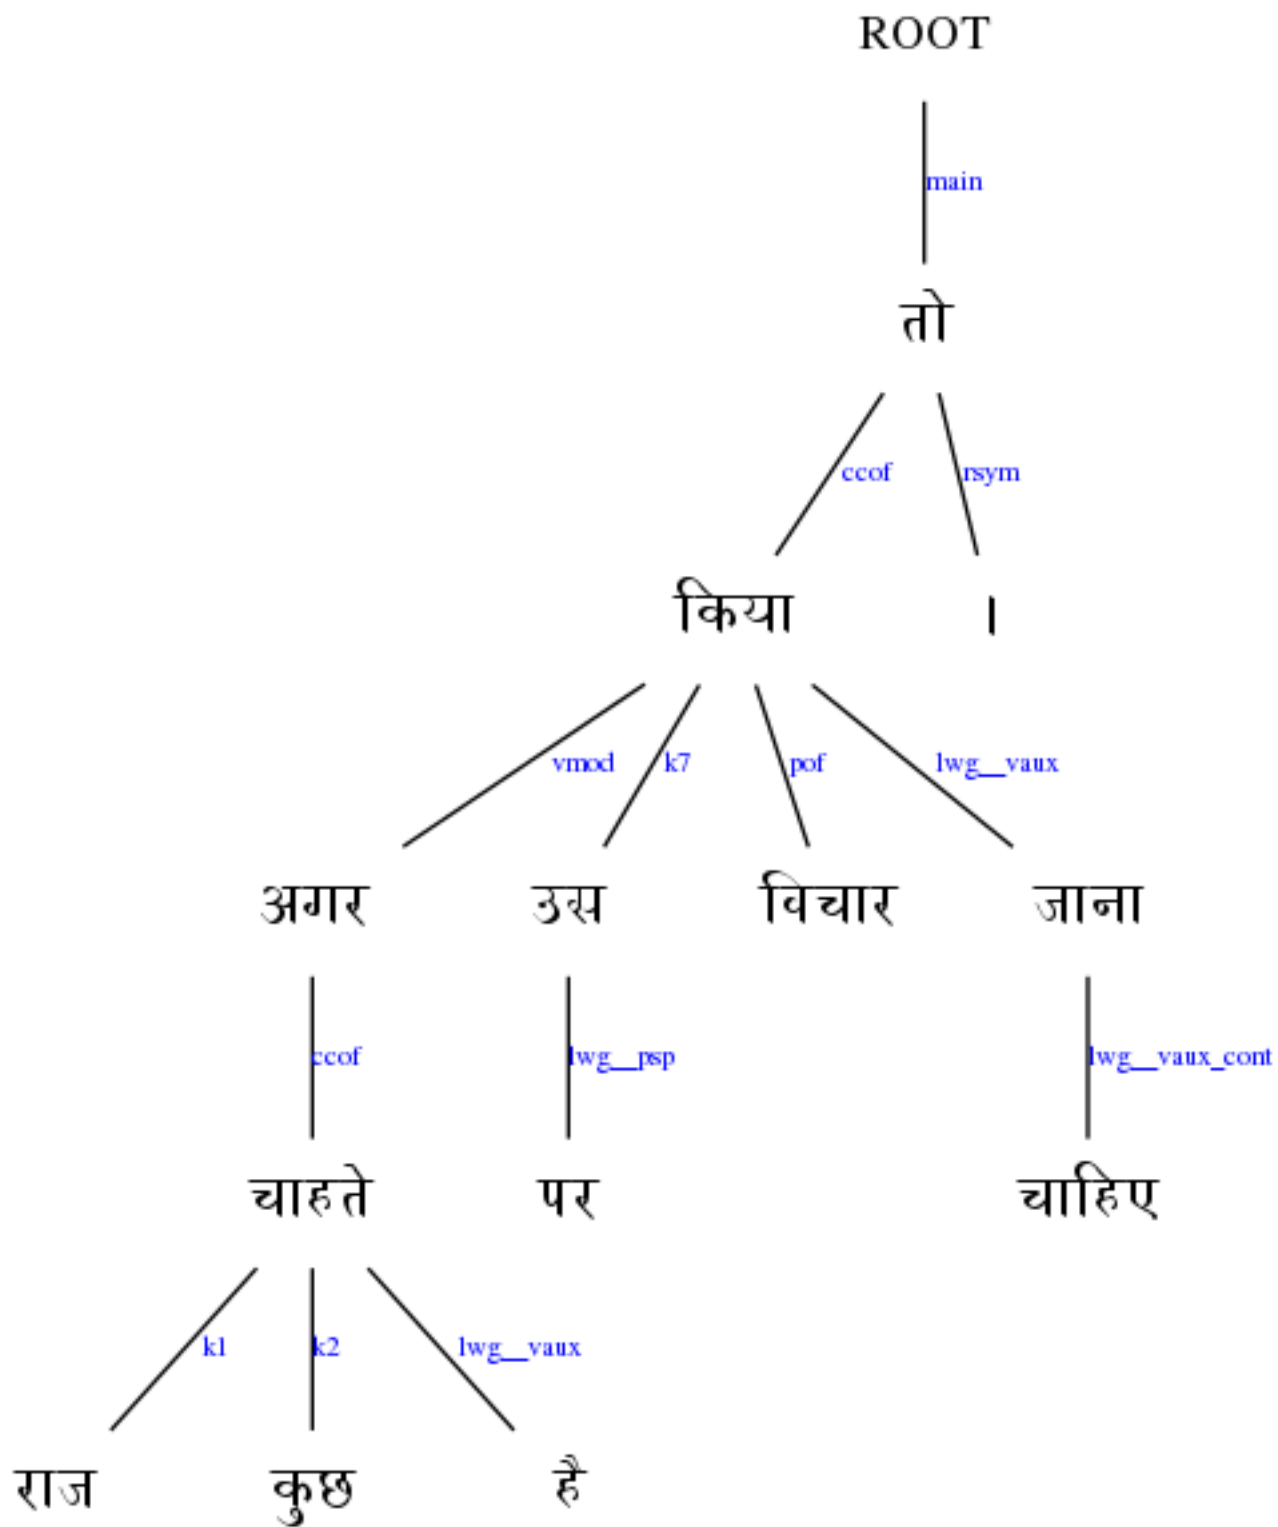 ROOT
main
तो
ccof rsym
किया ।
vmod k7 pof lwg__vaux
अगर उस विचार जाना
ccof lwg__psp lwg__vaux_cont
चाहते पर चाहिए
k1 k2 lwg__vaux
राज कुछ है